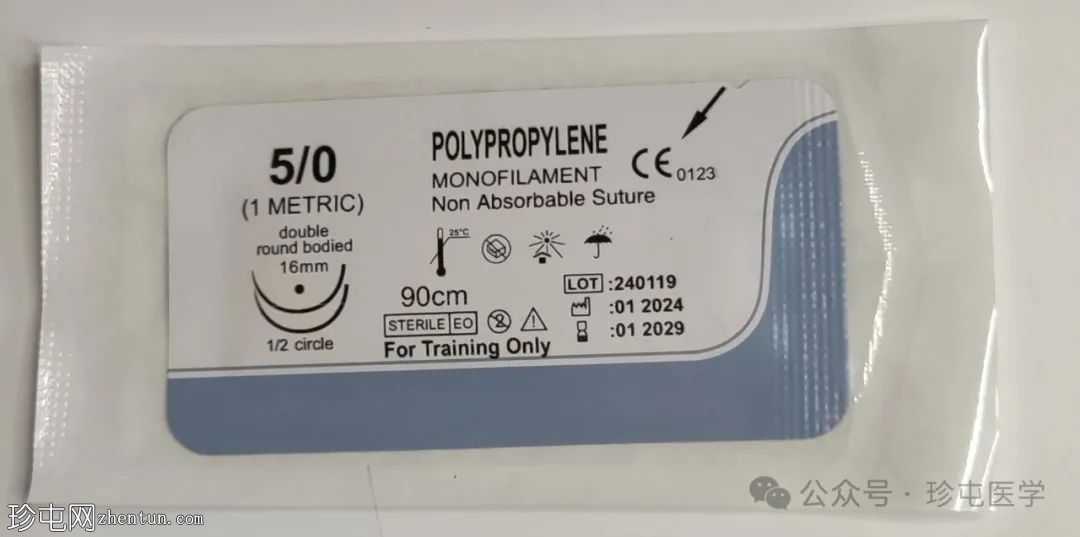 5/0
(1 METRIC)
double
round bodied
16mm
1/2 circle
POLYPROPYLENE
MONOFILAMENT
Non Absorbable Suture
CE 0123
25°C
90cm
STERILE EO
2
For Training Only
LOT :240119
:01 2024
:01 2029
公众号 · 珍屯医学
珍屯网zhentun.com